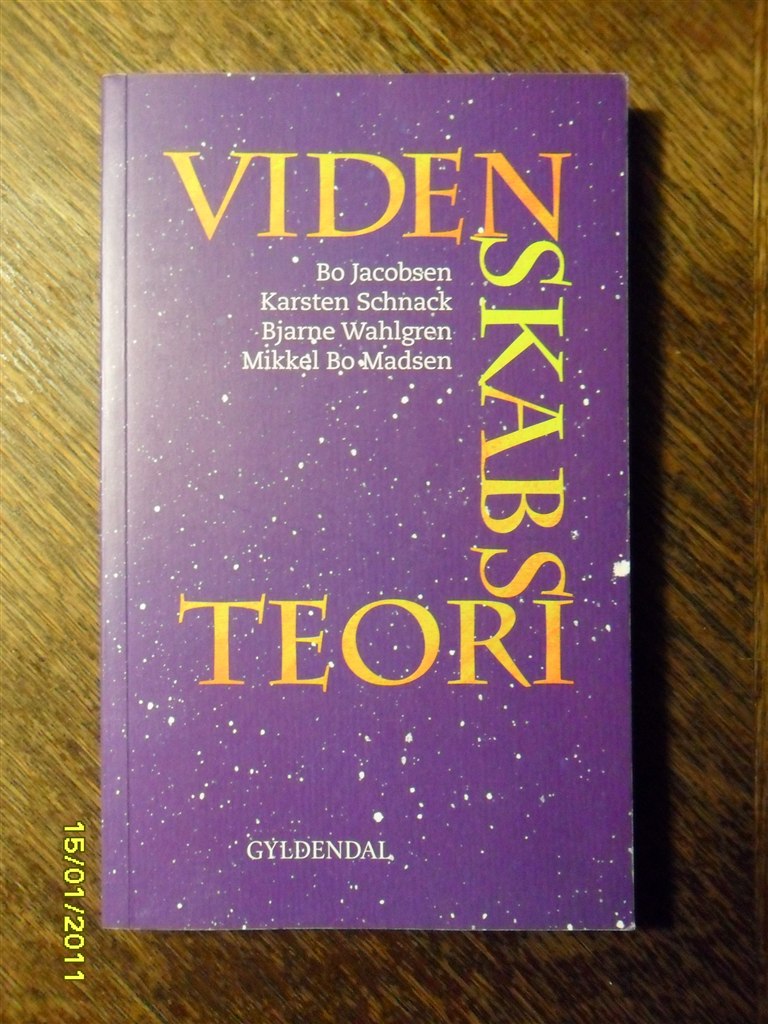 VIDEN
SKABS
TEORI
Bo Jacobsen
Karsten Schnack
Bjarne Wahlgren
Mikkel Bo Madsen
GYLDENDAL
15/01/2011